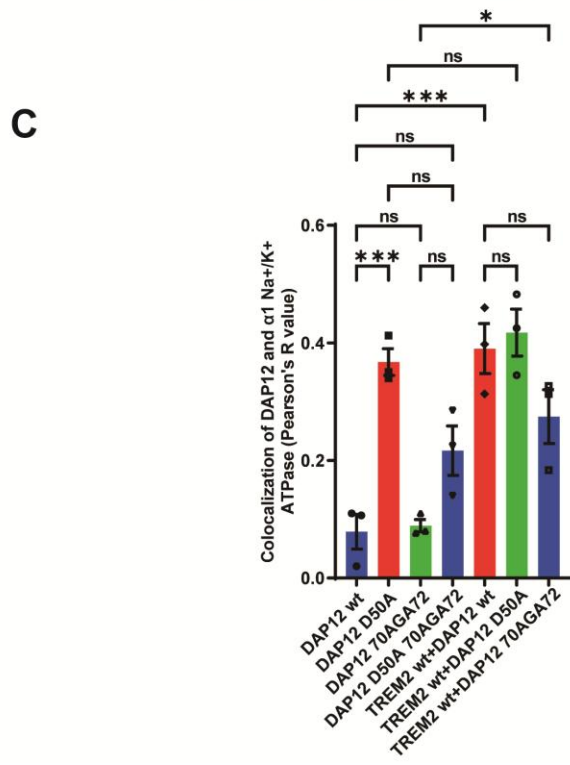 C
*
ns
***
ns
ns
ns
ns
***
ns
ns
Colocalization of DAP12 and α1 Na+/K+
ATPase (Pearson's R value)
0.6
0.4
0.2
0.0
DAP12 wt
DAP12 D50A
DAP12 70AGA72
DAP12 D50A 70AGA72
TREM2 wt+DAP12 wt
TREM2 wt+DAP12 D50A
TREM2 wt+DAP12 70AGA72